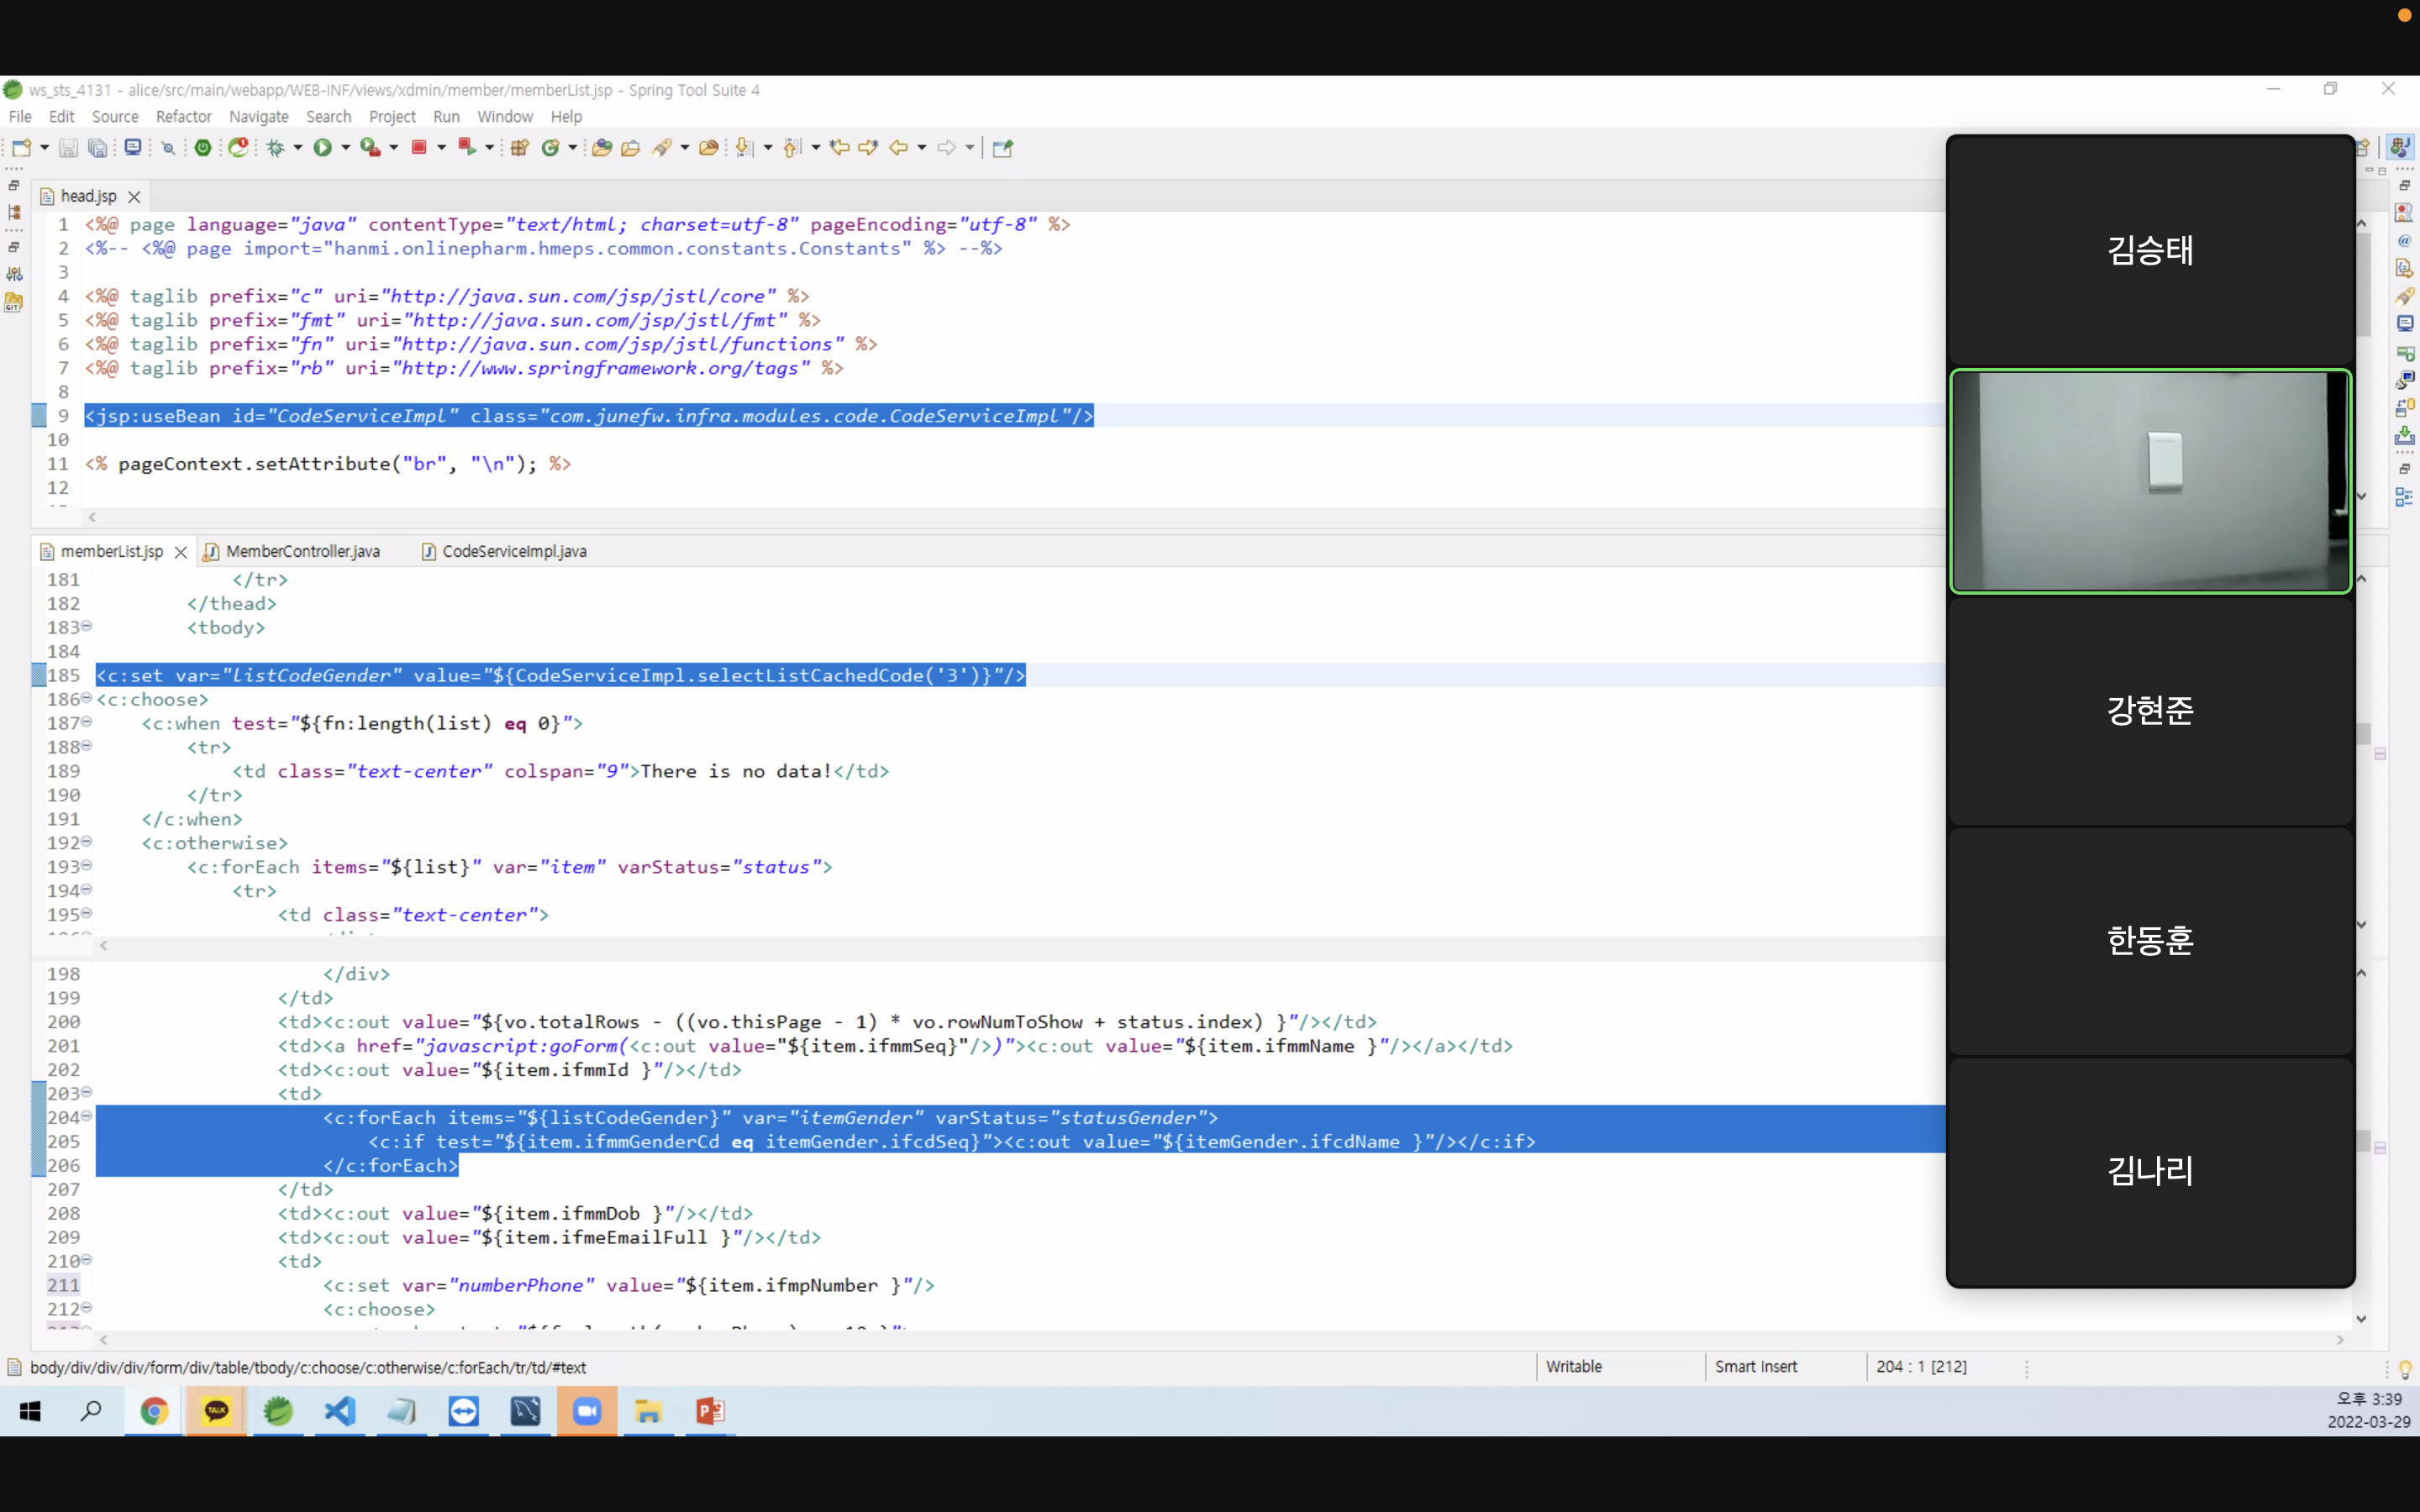 ws_sts_4131 - alice/src/main/webapp/WEB-INF/views/xdmin/member/memberList.jsp - Spring Tool Suite 4
File Edit Source Refactor Navigate Search Project Run Window Help
head.jsp
1 <%@ page language="java" contentType="text/html; charset=utf-8" pageEncoding="utf-8" %>
2 <%-- <%@ page import="hanmi.onlinepharm.hmeps.common.constants.Constants" %> --%>
3
4 <%@ taglib prefix="c" uri="http://java.sun.com/jsp/jstl/core" %>
5 <%@ taglib prefix="fmt" uri="http://java.sun.com/jsp/jstl/fmt" %>
6 <%@ taglib prefix="fn" uri="http://java.sun.com/jsp/jstl/functions" %>
7 <%@ taglib prefix="rb" uri="http://www.springframework.org/tags" %>
8
9 <jsp:useBean id="CodeServiceImpl" class="com.junefw.infra.modules.code.CodeServiceImpl"/>
10
11 <% pageContext.setAttribute("br", "\n"); %>
12
memberList.jsp MemberController.java CodeServiceImpl.java
181 </tr>
182 </thead>
183 <tbody>
184
185 <c:set var="listCodeGender" value="${CodeServiceImpl.selectListCachedCode('3')}"/>
186 <c:choose>
187 <c:when test="${fn:length(list) eq 0}">
188 <tr>
189 <td class="text-center" colspan="9">There is no data!</td>
190 </tr>
191 </c:when>
192 <c:otherwise>
193 <c:forEach items="${list}" var="item" varStatus="status">
194 <tr>
195 <td class="text-center">
198 </div>
199 </td>
200 <td><c:out value="${vo.totalRows - ((vo.thisPage - 1) * vo.rowNumToShow + status.index) }"/></td>
201 <td><a href="javascript:goForm(<c:out value="${item.ifmmSeq}"/>)"><c:out value="${item.ifmmName }"/></a></td>
202 <td><c:out value="${item.ifmmId }"/></td>
203 <td>
204 <c:forEach items="${listCodeGender}" var="itemGender" varStatus="statusGender">
205 <c:if test="${item.ifmmGenderCd eq itemGender.ifcdSeq}"><c:out value="${itemGender.ifcdName }"/></c:if>
206 </c:forEach>
207 </td>
208 <td><c:out value="${item.ifmmDob }"/></td>
209 <td><c:out value="${item.ifmeEmailFull }"/></td>
210 <td>
211 <c:set var="numberPhone" value="${item.ifmpNumber }"/>
212 <c:choose>
body/div/div/div/form/div/table/tbody/c:choose/c:otherwise/c:forEach/tr/td/#text
Writable Smart Insert 204 : 1 [212]
김승태
강현준
한동훈
김나리
TALK
오후 3:39
2022-03-29